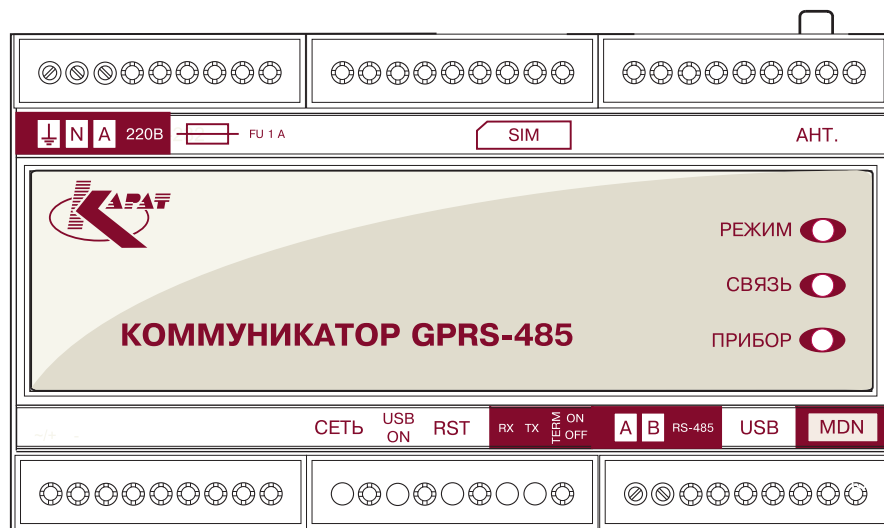 N A 220В FU 1 A SIM АНТ.
КАРАТ
РЕЖИМ
СВЯЗЬ
КОММУНИКАТОР GPRS-485
ПРИБОР
СЕТЬ USB ON RST RX TX TERM ON OFF A B RS-485 USB MDN